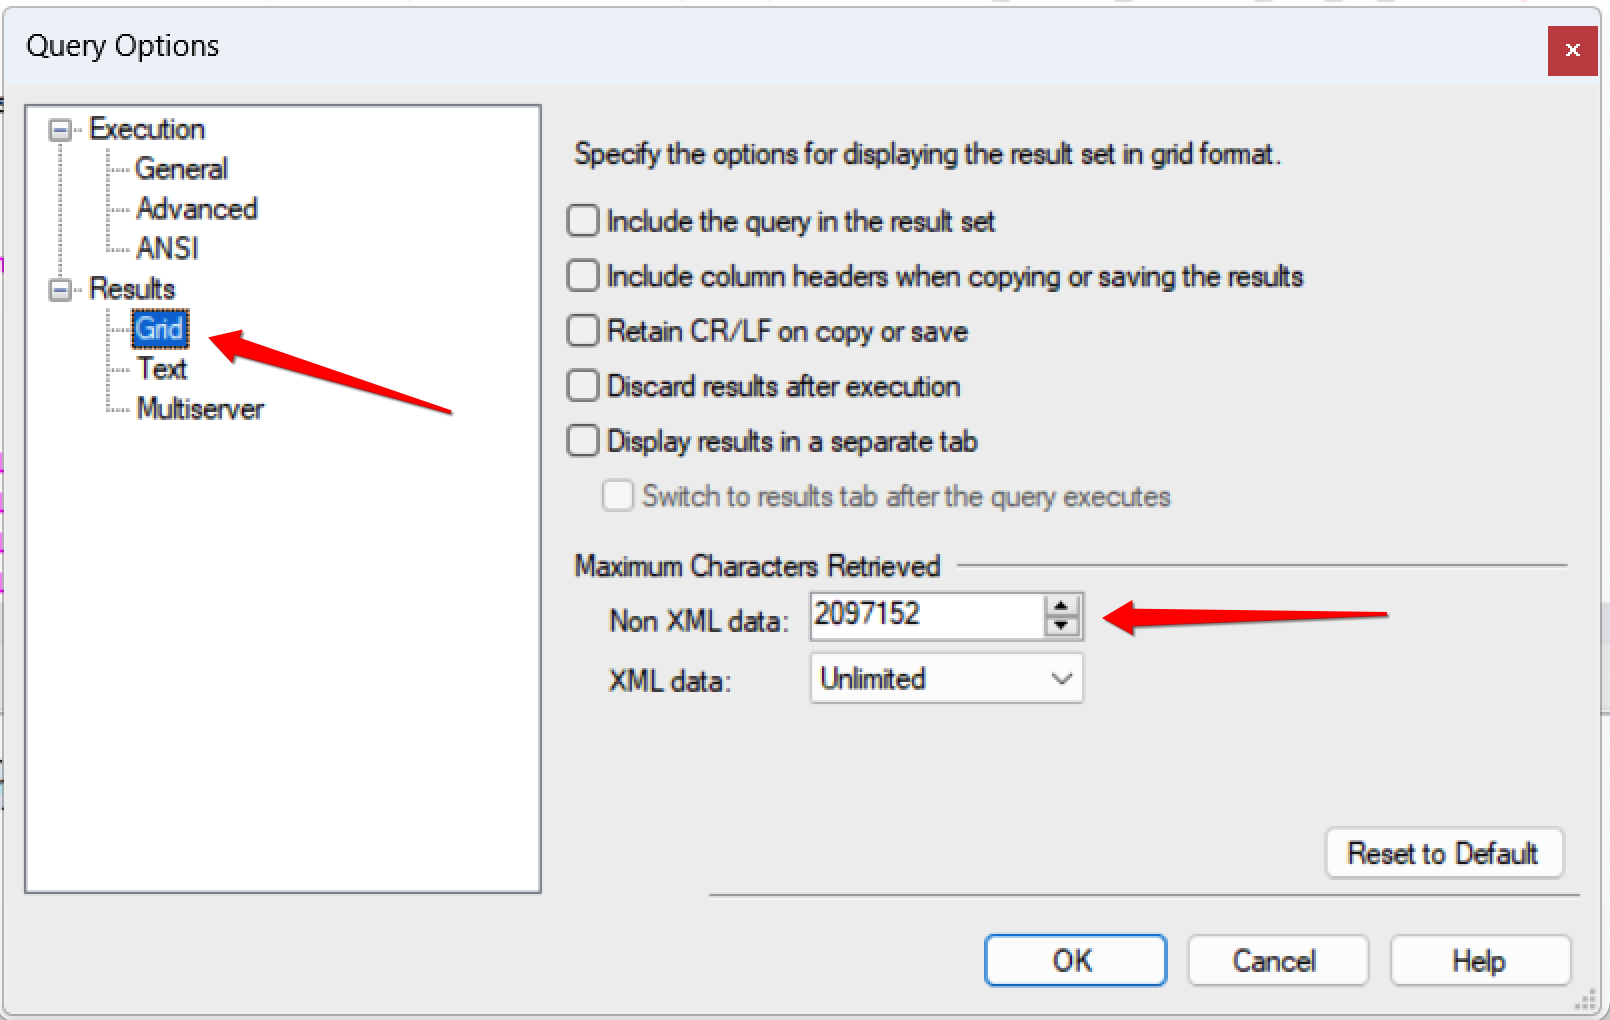 Query Options
Execution
General
Advanced
ANSI
Results
Grid
Text
Multiserver
Specify the options for displaying the result set in grid format.
Include the query in the result set
Include column headers when copying or saving the results
Retain CR/LF on copy or save
Discard results after execution
Display results in a separate tab
Switch to results tab after the query executes
Maximum Characters Retrieved
Non XML data: 2097152
XML data: Unlimited
Reset to Default
OK Cancel Help